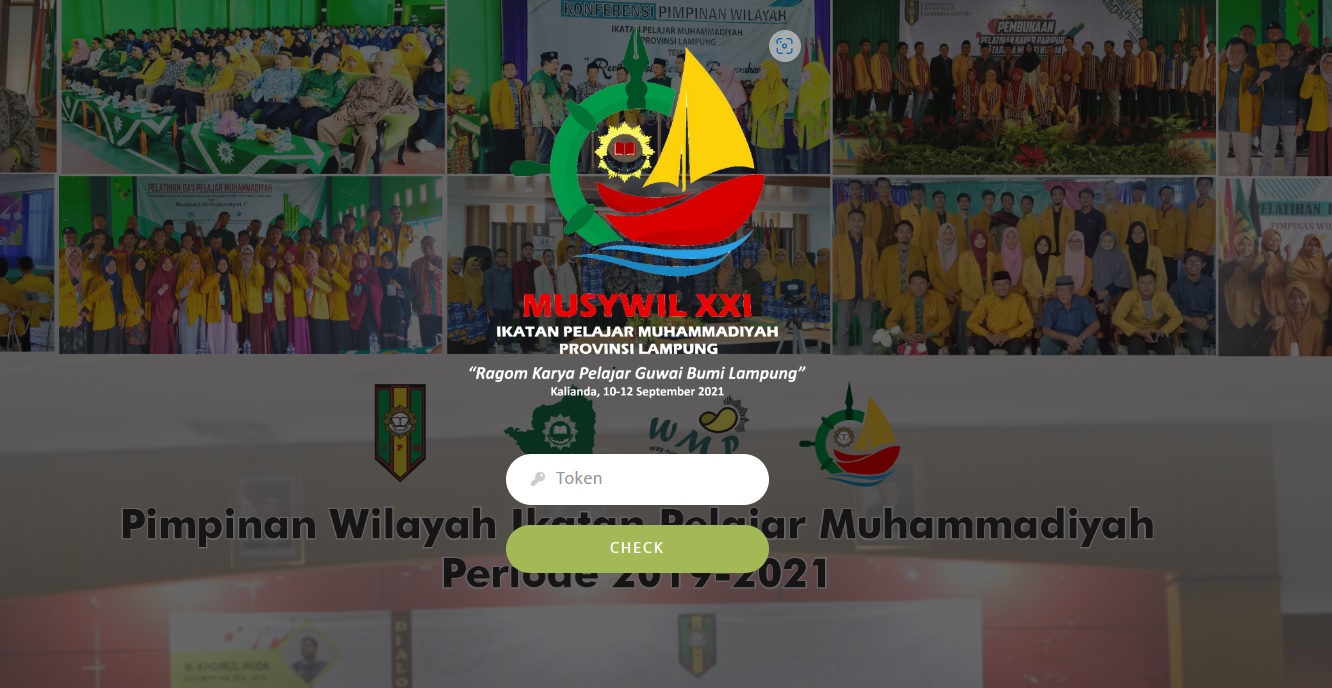 KONFERENSI PIMPINAN WILAYAH
IKATAN PELAJAR MUHAMMADIYAH
PROVINSI LAMPUNG
PEMBUKAAN
PELATIHAN DA'I PELAJAR MUHAMMADIYAH
MUSYWIL XXI
IKATAN PELAJAR MUHAMMADIYAH
PROVINSI LAMPUNG
“Ragom Karya Pelajar Guwai Bumi Lampung”
Kalianda, 10-12 September 2021
WMP
Token
Pimpinan Wilayah Ikatan Pelajar Muhammadiyah
CHECK
Periode 2019-2021
M. KHOIRUL HUDA
DIALO